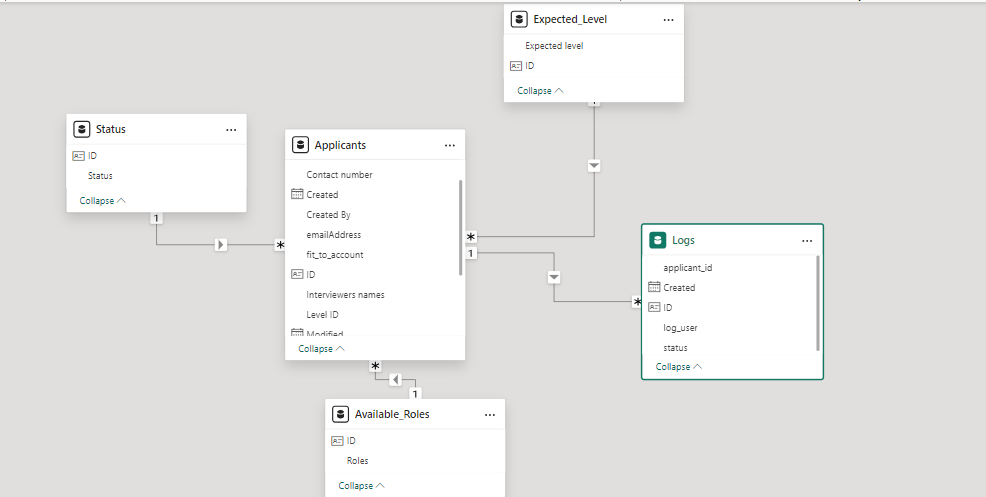 Expected_Level
Expected level
ID
Collapse
1
Status
ID
Status
Collapse
1
*
Applicants
Contact number
Created
Created By
emailAddress
fit_to_account
ID
Interviewers names
Level ID
Modified
Collapse
*
1
*
Logs
applicant_id
Created
ID
log_user
status
Collapse
*
1
Available_Roles
ID
Roles
Collapse